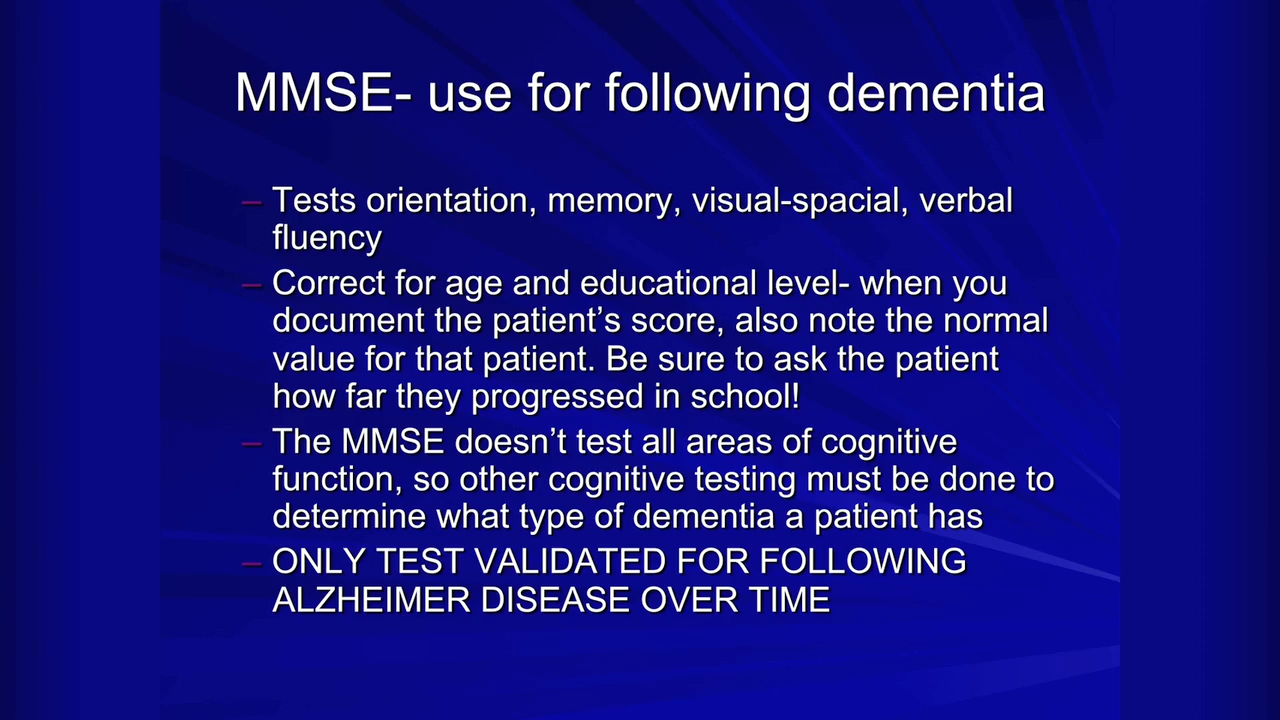 MMSE- use for following dementia
– Tests orientation, memory, visual-spacial, verbal
fluency
– Correct for age and educational level- when you
document the patient’s score, also note the normal
value for that patient. Be sure to ask the patient
how far they progressed in school!
– The MMSE doesn’t test all areas of cognitive
function, so other cognitive testing must be done to
determine what type of dementia a patient has
– ONLY TEST VALIDATED FOR FOLLOWING
ALZHEIMER DISEASE OVER TIME